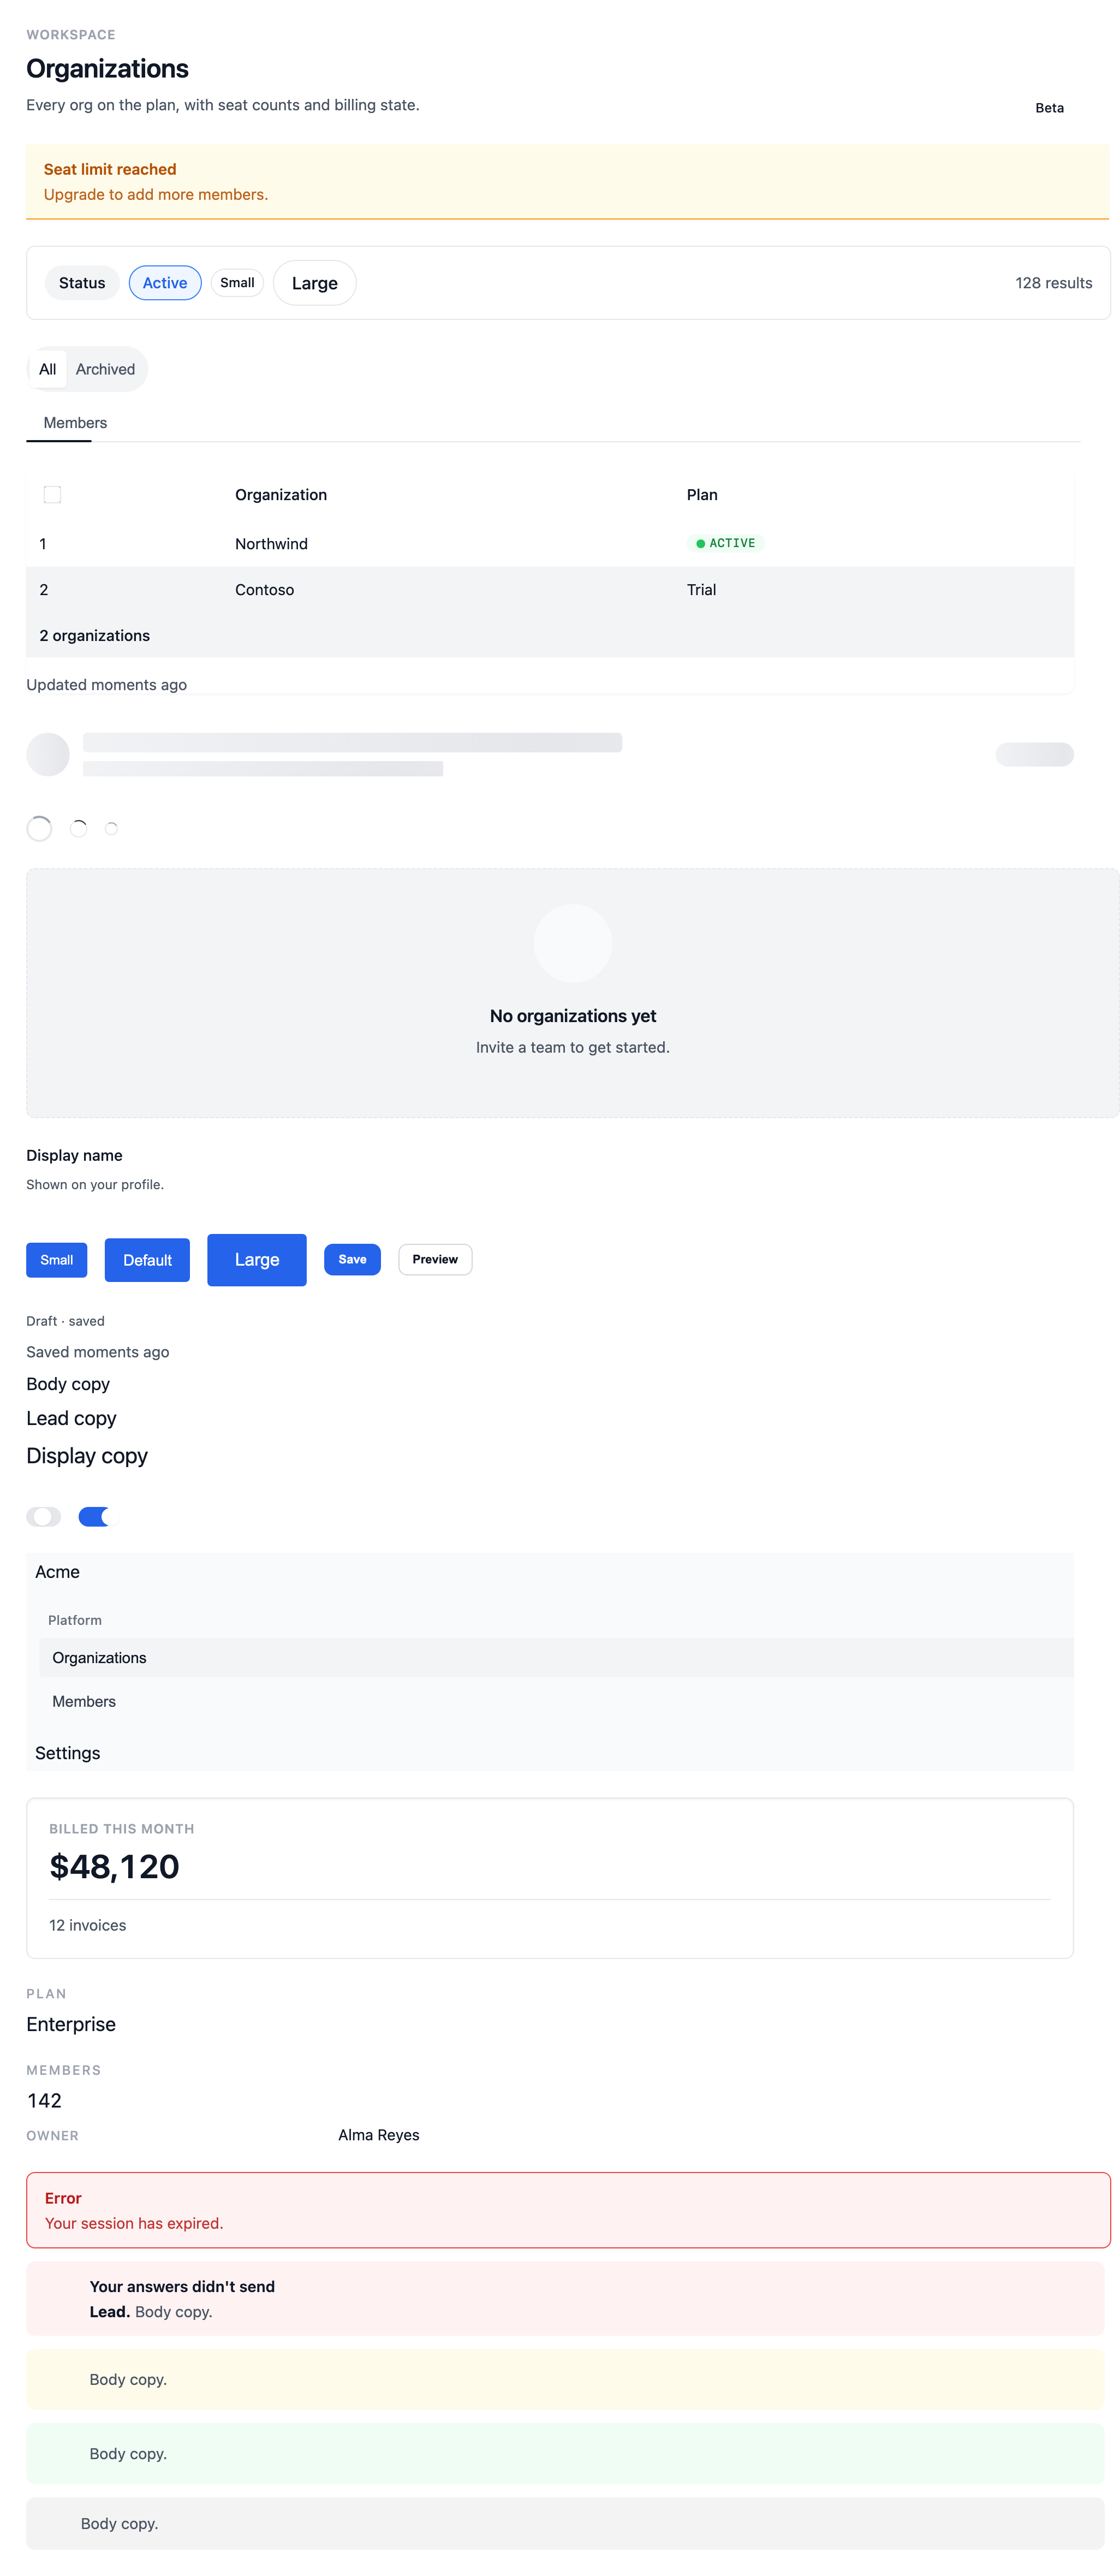 WORKSPACE
Organizations
Every org on the plan, with seat counts and billing state.
Beta
Seat limit reached
Upgrade to add more members.
Status Active Small Large 128 results
All Archived
Members
Organization Plan
1 Northwind ACTIVE
2 Contoso Trial
2 organizations
Updated moments ago
No organizations yet
Invite a team to get started.
Display name
Shown on your profile.
Small Default Large Save Preview
Draft · saved
Saved moments ago
Body copy
Lead copy
Display copy
Acme
Platform
Organizations
Members
Settings
BILLED THIS MONTH
$48,120
12 invoices
PLAN
Enterprise
MEMBERS
142
OWNER Alma Reyes
Error
Your session has expired.
Your answers didn't send
Lead. Body copy.
Body copy.
Body copy.
Body copy.